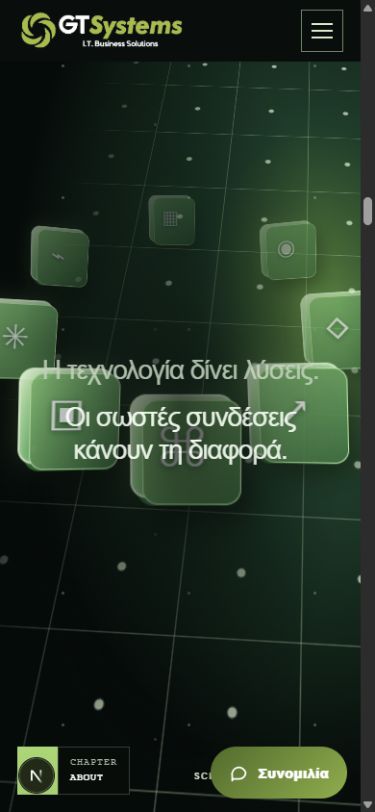 GTSystems
I.T. Business Solutions
Η τεχνολογία δίνει λύσεις.
Οι σωστές συνδέσεις
κάνουν τη διαφορά.
N
CHAPTER
ABOUT
Συνομιλία